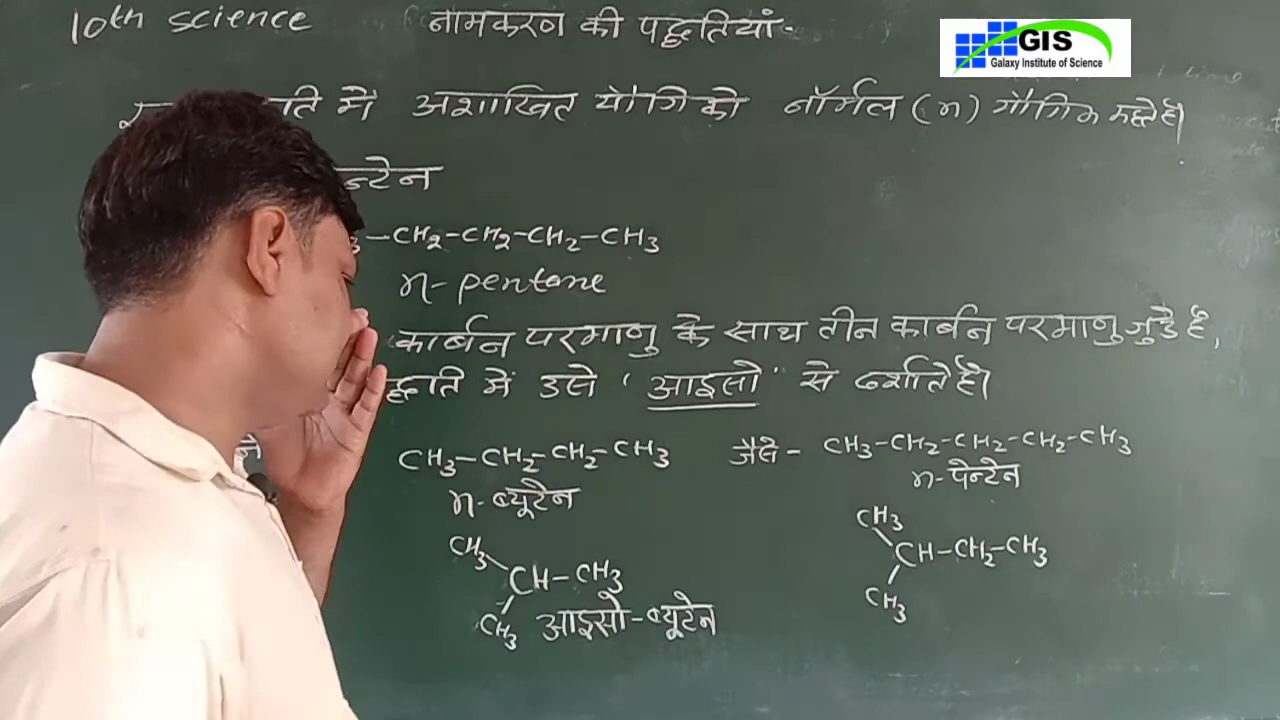 10th science
नामकरण की पद्धतियां-
GIS
Galaxy Institute of Science
में अशाखित यौगिको नॉर्मल (n) यौगिक कहते है।
न्टेन
-CH2-CH2-CH2-CH3
n-pentane
कार्बन परमाणु के साथ तीन कार्बन परमाणु जुड़े है,
में उसे 'आइसो' से दर्शाते है।
CH3-CH2-CH2-CH3
n-ब्यूटेन
CH3
CH-CH3
CH3
आइसो-ब्यूटेन
जैसे- CH3-CH2-CH2-CH2-CH3
n-पेन्टेन
CH3
CH-CH2-CH3
CH3